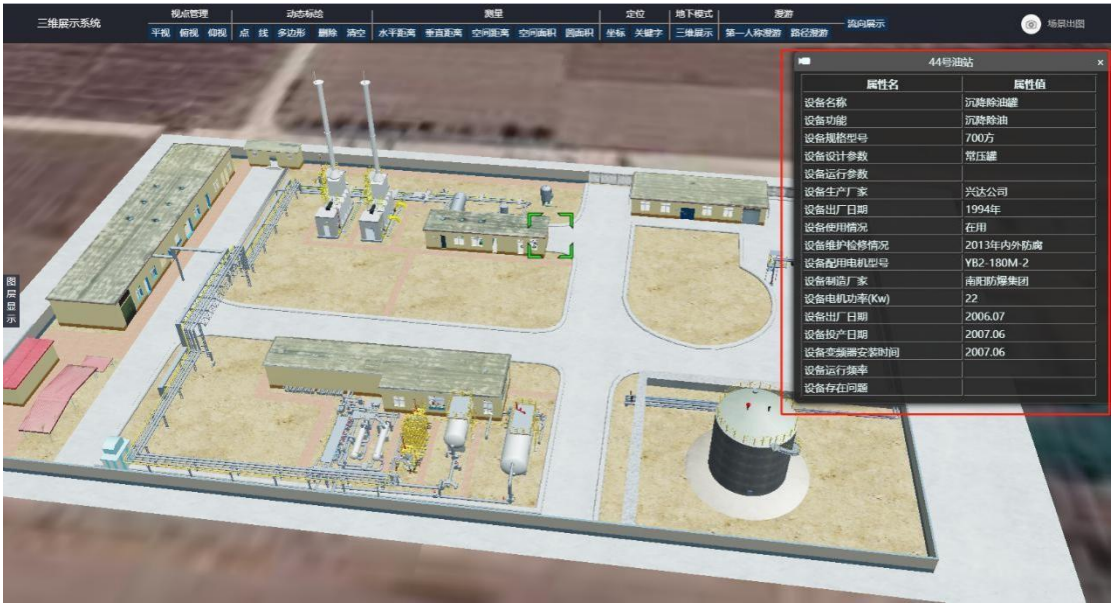 三维展示系统
视点管理 动态标绘 测量 定位 地下模式 漫游
平视 俯视 仰视 点 线 多边形 删除 清空 水平距离 垂直距离 空间距离 空间面积 圆面积 坐标 关键字 三维展示 第一人称漫游 路径漫游 流向展示
场景出图
图层显示
44号油站 ×
属性名 属性值
设备名称 沉降除油罐
设备功能 沉降除油
设备规格型号 700方
设备设计参数 常压罐
设备运行参数
设备生产厂家 兴达公司
设备出厂日期 1994年
设备使用情况 在用
设备维护检修情况 2013年内外防腐
设备配用电机型号 YB2-180M-2
设备制造厂家 南阳防爆集团
设备电机功率(Kw) 22
设备出厂日期 2006.07
设备投产日期 2007.06
设备变频器安装时间 2007.06
设备运行频率
设备存在问题